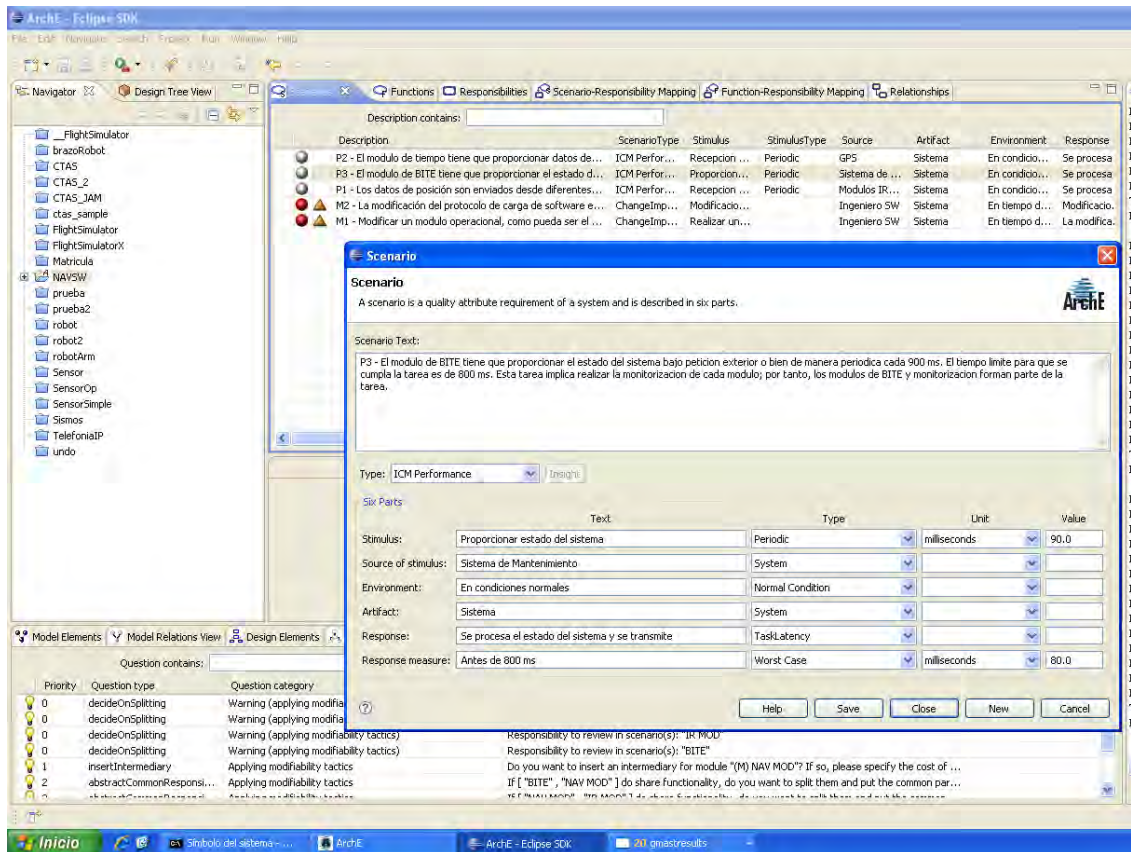 ArchE - Eclipse SDK
File Edit Navigate Search Project Run Window Help
Navigator Design Tree View
Functions Responsibilities Scenario-Responsibility Mapping Function-Responsibility Mapping Relationships
Description contains:
Description ScenarioType Stimulus StimulusType Source Artifact Environment Response
P2 - El modulo de tiempo tiene que proporcionar datos de... ICM Perfor... Recepcion ... Periodic GPS Sistema En condicio... Se procesa
P3 - El modulo de BITE tiene que proporcionar el estado d... ICM Perfor... Proporcion... Periodic Sistema de ... Sistema En condicio... Se procesa
P1 - Los datos de posición son enviados desde diferentes... ICM Perfor... Recepcion ... Periodic Modulos IR... Sistema En condicio... Se procesa
M2 - La modificación del protocolo de carga de software e... ChangeImp... Modificacio... Ingeniero SW Sistema En tiempo d... Modificacio.
M1 - Modificar un modulo operacional, como pueda ser el ... ChangeImp... Realizar un... Ingeniero SW Sistema En tiempo d... La modifica.
__FlightSimulator
brazoRobot
CTAS
CTAS_2
CTAS_JAM
ctas_sample
FlightSimulator
FlightSimulatorX
Matricula
NAVSW
prueba
prueba2
robot
robot2
robotArm
Sensor
SensorOp
SensorSimple
Sismos
TelefoniaIP
undo
Scenario
Scenario
A scenario is a quality attribute requirement of a system and is described in six parts.
ArchE
Scenario Text:
P3 - El modulo de BITE tiene que proporcionar el estado del sistema bajo peticion exterior o bien de manera periodica cada 900 ms. El tiempo limite para que se
cumpla la tarea es de 800 ms. Esta tarea implica realizar la monitorizacion de cada modulo; por tanto, los modulos de BITE y monitorizacion forman parte de la
tarea.
Type: ICM Performance Insight
Six Parts
Text Type Unit Value
Stimulus: Proporcionar estado del sistema Periodic milliseconds 90.0
Source of stimulus: Sistema de Mantenimiento System
Environment: En condiciones normales Normal Condition
Artifact: Sistema System
Response: Se procesa el estado del sistema y se transmite TaskLatency
Response measure: Antes de 800 ms Worst Case milliseconds 80.0
Help Save Close New Cancel
Model Elements Model Relations View Design Elements
Question contains:
Priority Question type Question category
0 decideOnSplitting Warning (applying modifia
0 decideOnSplitting Warning (applying modifia
0 decideOnSplitting Warning (applying modifiability tactics) Responsibility to review in scenario(s): "IR MOD"
0 decideOnSplitting Warning (applying modifiability tactics) Responsibility to review in scenario(s): "BITE"
1 insertIntermediary Applying modifiability tactics Do you want to insert an intermediary for module "(M) NAV MOD"? If so, please specify the cost of ...
2 abstractCommonResponsi... Applying modifiability tactics If [ "BITE" , "NAV MOD" ] do share functionality, do you want to split them and put the common par...
Inicio Símbolo del sistema - ... ArchE ArchE - Eclipse SDK 20 gmastresults